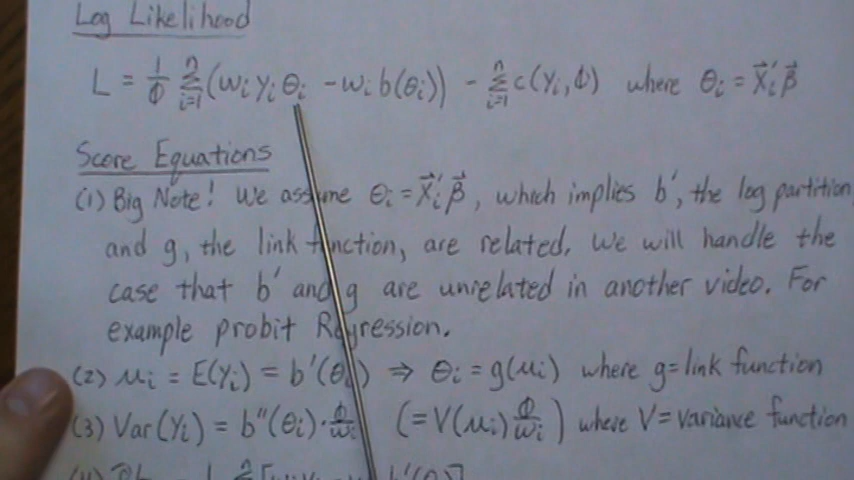 Log Likelihood
L = 1/Φ Σ_{i=1}^{n} (w_i y_i θ_i - w_i b(θ_i)) - Σ_{i=1}^{n} c(y_i, Φ) where θ_i = x⃗_i' β⃗
Score Equations
(1) Big Note! We assume θ_i = x⃗_i' β⃗, which implies b', the log partition,
and g, the link function, are related. We will handle the
case that b' and g are unrelated in another video. For
example probit Regression.
(2) μ_i = E(y_i) = b'(θ_i) ⇒ θ_i = g(μ_i) where g = link function
(3) Var(Y_i) = b''(θ_i) · Φ/w_i (= V(μ_i) Φ/w_i) where V = variance function